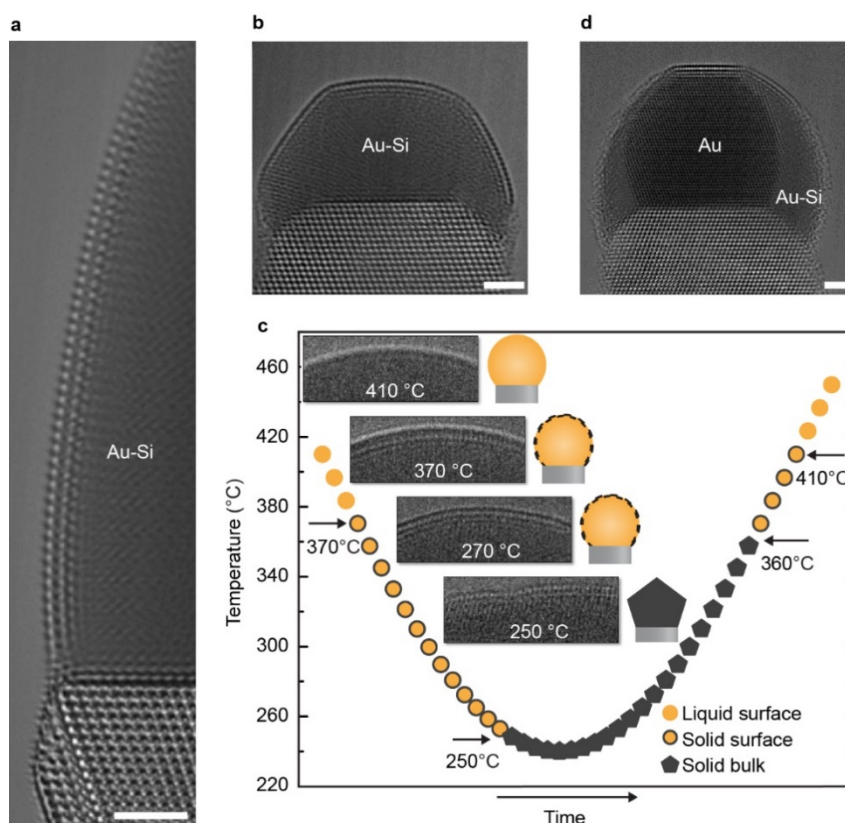 a
Au-Si
b
Au-Si
d
Au
Au-Si
c
460
420
380
340
300
260
220
Temperature (°C)
410 °C
370 °C
270 °C
250 °C
370°C
250°C
410°C
360°C
Liquid surface
Solid surface
Solid bulk
Time